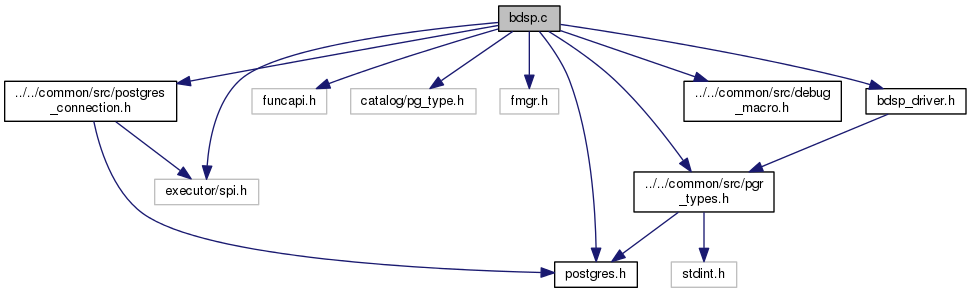 bdsp.c
../../common/src/postgres
_connection.h
funcapi.h
catalog/pg_type.h
fmgr.h
../../common/src/debug
_macro.h
bdsp_driver.h
executor/spi.h
../../common/src/pgr
_types.h
postgres.h
stdint.h